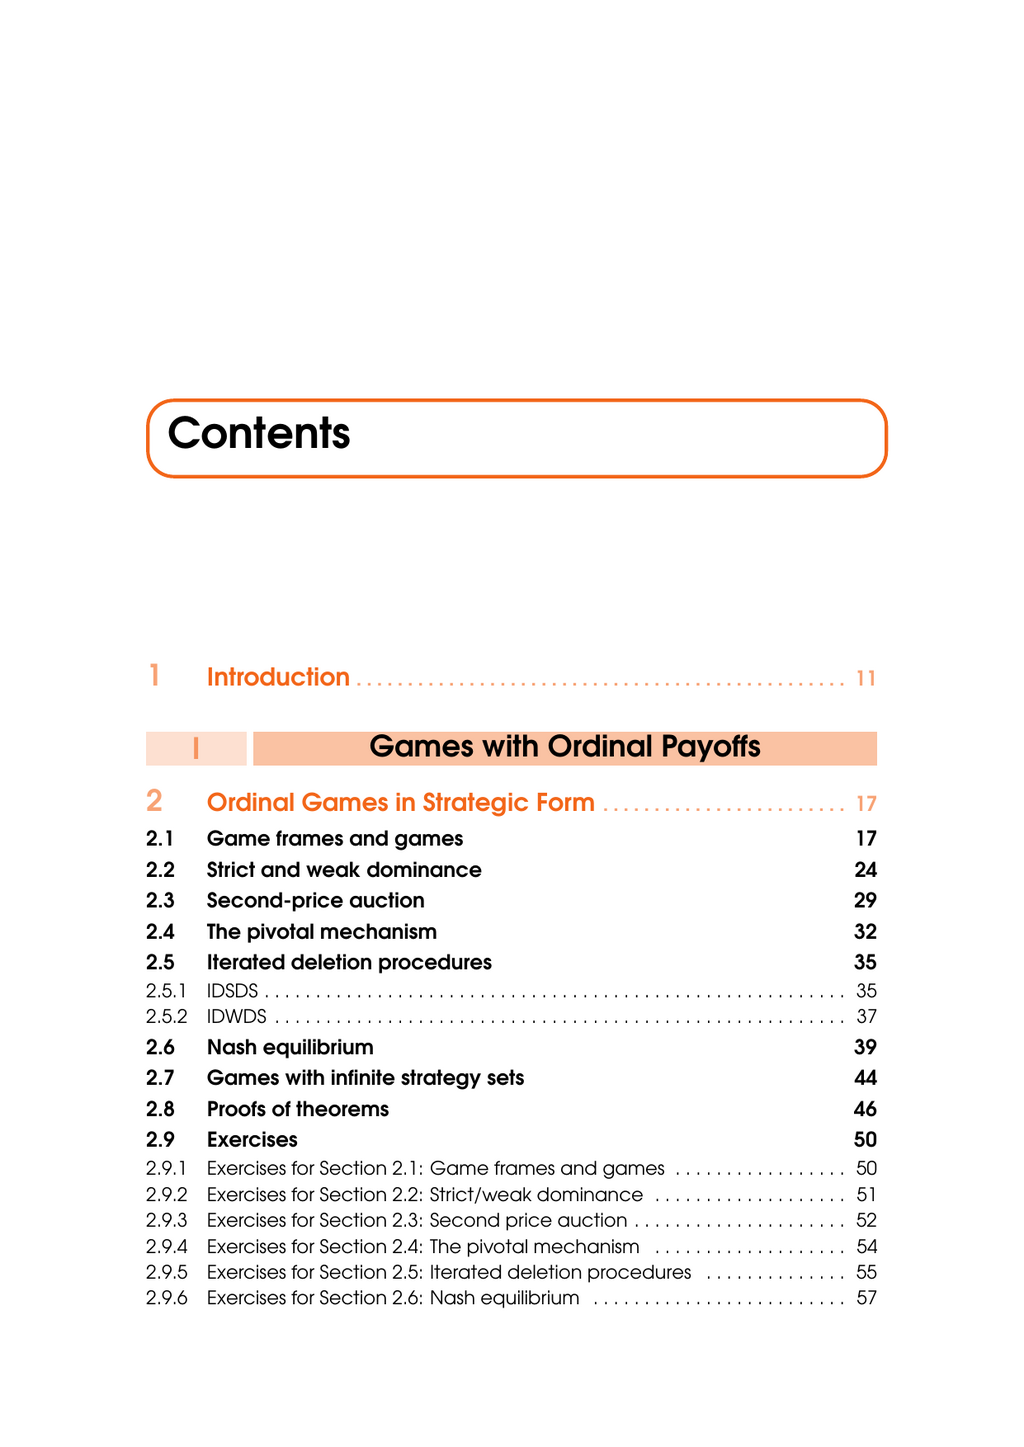 Contents
1 Introduction . . . . . . . . . . . . . . . . . . . . . . . . . . . . . . . . . . . . . . . . . . . . . . . . 11
I Games with Ordinal Payoffs
2 Ordinal Games in Strategic Form . . . . . . . . . . . . . . . . . . . . . . . . 17
2.1 Game frames and games 17
2.2 Strict and weak dominance 24
2.3 Second-price auction 29
2.4 The pivotal mechanism 32
2.5 Iterated deletion procedures 35
2.5.1 IDSDS . . . . . . . . . . . . . . . . . . . . . . . . . . . . . . . . . . . . . . . . . . . . . . . . . . . . . . . . . 35
2.5.2 IDWDS . . . . . . . . . . . . . . . . . . . . . . . . . . . . . . . . . . . . . . . . . . . . . . . . . . . . . . . . 37
2.6 Nash equilibrium 39
2.7 Games with infinite strategy sets 44
2.8 Proofs of theorems 46
2.9 Exercises 50
2.9.1 Exercises for Section 2.1: Game frames and games . . . . . . . . . . . . . . . . . 50
2.9.2 Exercises for Section 2.2: Strict/weak dominance . . . . . . . . . . . . . . . . . . . 51
2.9.3 Exercises for Section 2.3: Second price auction . . . . . . . . . . . . . . . . . . . . . 52
2.9.4 Exercises for Section 2.4: The pivotal mechanism . . . . . . . . . . . . . . . . . . . 54
2.9.5 Exercises for Section 2.5: Iterated deletion procedures . . . . . . . . . . . . . . 55
2.9.6 Exercises for Section 2.6: Nash equilibrium . . . . . . . . . . . . . . . . . . . . . . . . . 57